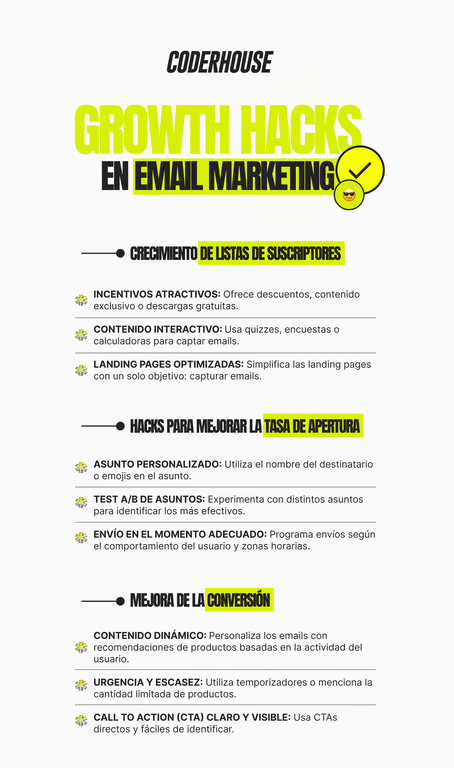 CODERHOUSE
GROWTH HACKS
EN EMAIL MARKETING
CRECIMIENTO DE LISTAS DE SUSCRIPTORES
INCENTIVOS ATRACTIVOS: Ofrece descuentos, contenido
exclusivo o descargas gratuitas.
CONTENIDO INTERACTIVO: Usa quizzes, encuestas o
calculadoras para captar emails.
LANDING PAGES OPTIMIZADAS: Simplifica las landing pages
con un solo objetivo: capturar emails.
HACKS PARA MEJORAR LA TASA DE APERTURA
ASUNTO PERSONALIZADO: Utiliza el nombre del destinatario
o emojis en el asunto.
TEST A/B DE ASUNTOS: Experimenta con distintos asuntos
para identificar los más efectivos.
ENVÍO EN EL MOMENTO ADECUADO: Programa envíos según
el comportamiento del usuario y zonas horarias.
MEJORA DE LA CONVERSIÓN
CONTENIDO DINÁMICO: Personaliza los emails con
recomendaciones de productos basadas en la actividad del
usuario.
URGENCIA Y ESCASEZ: Utiliza temporizadores o menciona la
cantidad limitada de productos.
CALL TO ACTION (CTA) CLARO Y VISIBLE: Usa CTAs
directos y fáciles de identificar.